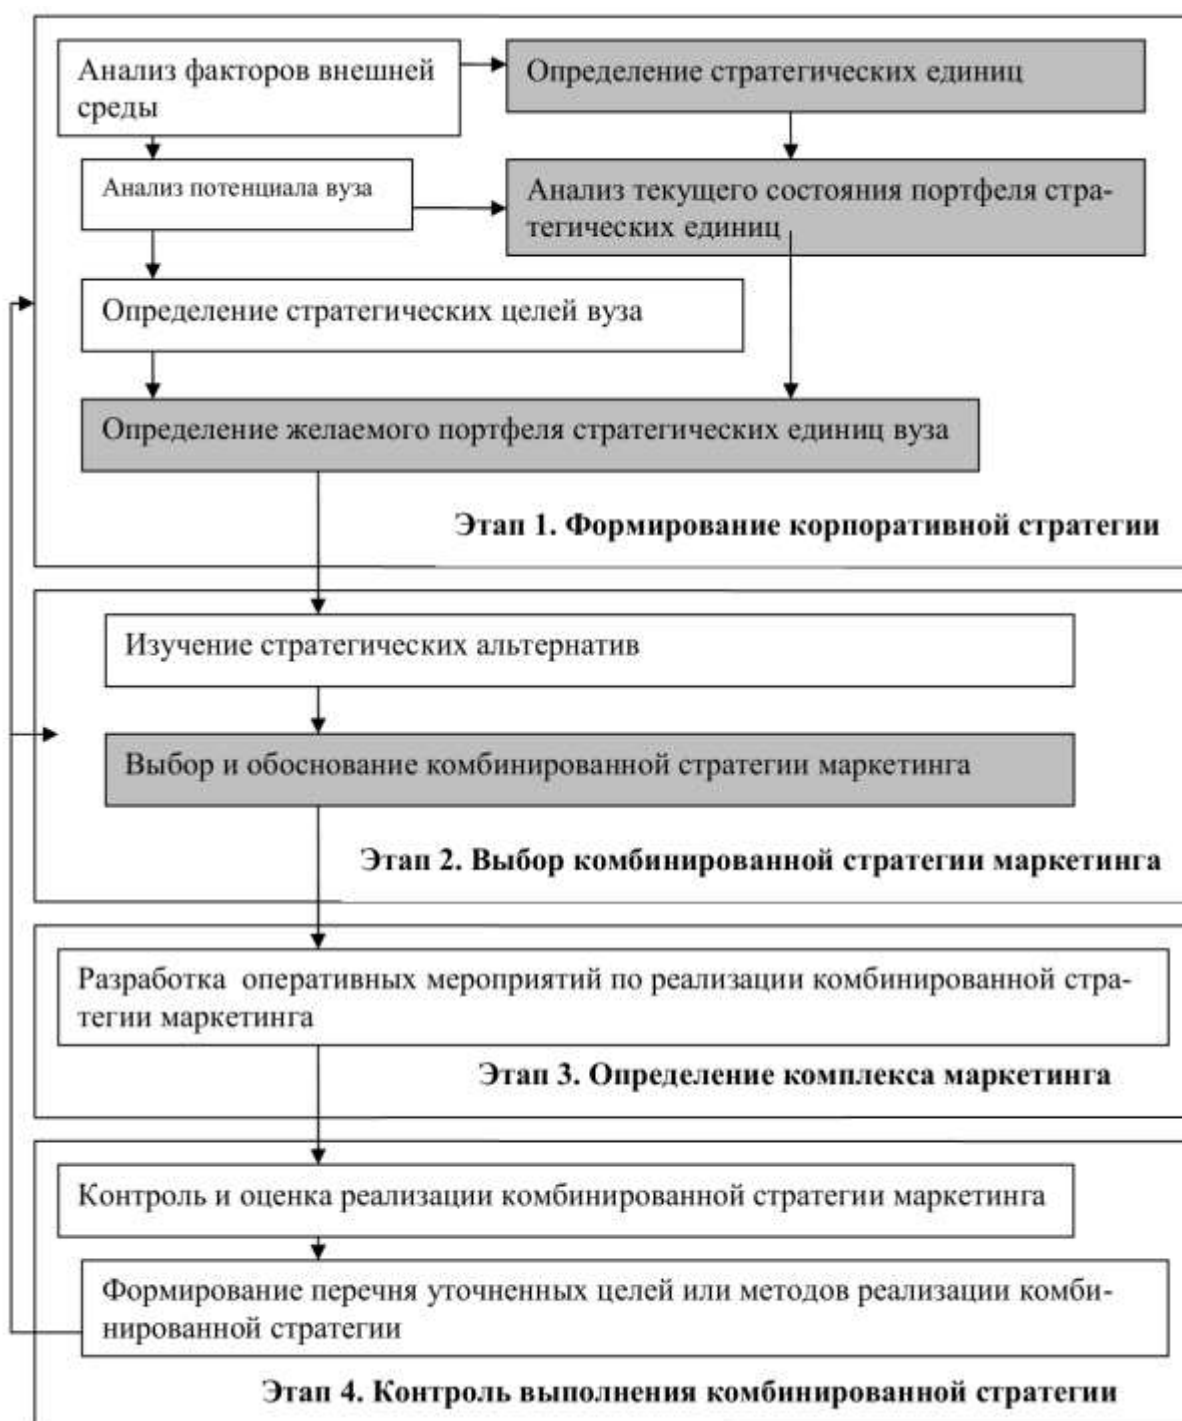 Анализ факторов внешней
среды
Определение стратегических единиц
Анализ потенциала вуза
Анализ текущего состояния портфеля стра-
тегических единиц
Определение стратегических целей вуза
Определение желаемого портфеля стратегических единиц вуза
Этап 1. Формирование корпоративной стратегии
Изучение стратегических альтернатив
Выбор и обоснование комбинированной стратегии маркетинга
Этап 2. Выбор комбинированной стратегии маркетинга
Разработка оперативных мероприятий по реализации комбинированной стра-
тегии маркетинга
Этап 3. Определение комплекса маркетинга
Контроль и оценка реализации комбинированной стратегии маркетинга
Формирование перечня уточненных целей или методов реализации комби-
нированной стратегии
Этап 4. Контроль выполнения комбинированной стратегии